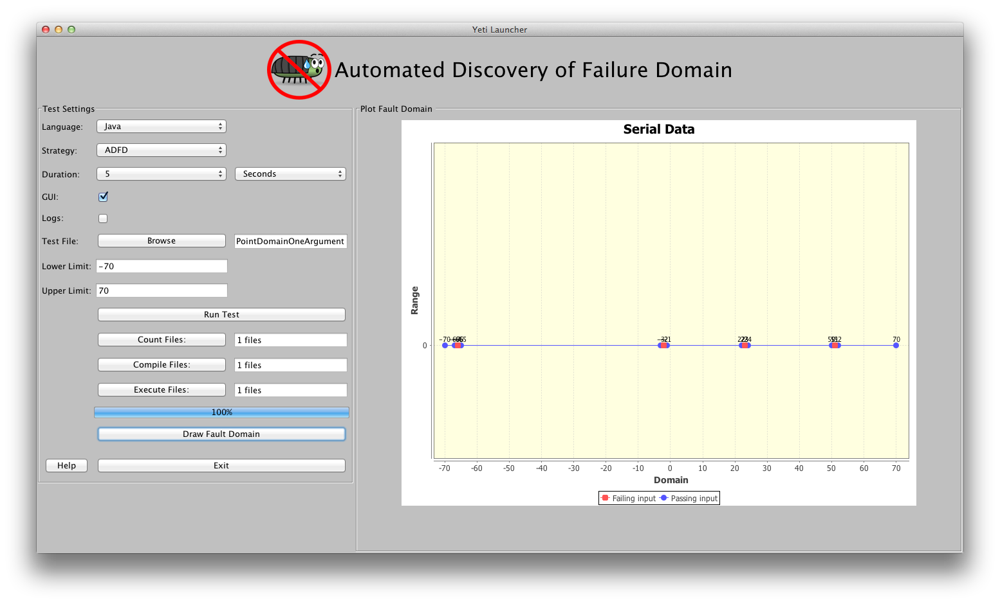 Yeti Launcher
Automated Discovery of Failure Domain
Test Settings
Language: Java
Strategy: ADFD
Duration: 5 Seconds
GUI:
Logs:
Test File: Browse PointDomainOneArgument
Lower Limit: -70
Upper Limit: 70
Run Test
Count Files: 1 files
Compile Files: 1 files
Execute Files: 1 files
100%
Draw Fault Domain
Help Exit
Plot Fault Domain
Serial Data
Range
-70 70
0
-70 -60 -50 -40 -30 -20 -10 0 10 20 30 40 50 60 70
Domain
Failing input Passing input